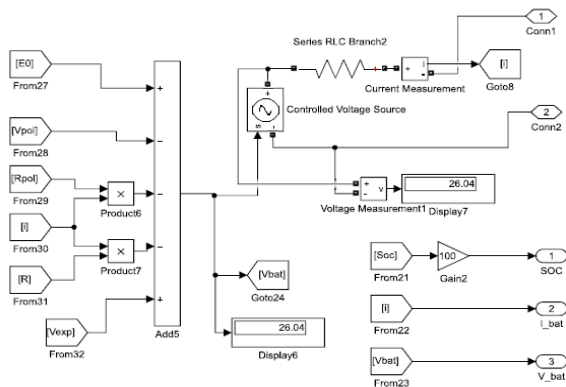 [E0]
From27
[Vpol]
From28
[Rpol]
From29
×
Product6
[i]
From30
×
Product7
[R]
From31
[Vexp]
From32
+
−
−
−
+
Add5
Series RLC Branch2
+
s
−
Controlled Voltage Source
+
−
i
Current Measurement
[i]
Goto8
1
Conn1
2
Conn2
+
−
v
Voltage Measurement1
26.04
Display7
[Vbat]
Goto24
26.04
Display6
[Soc]
From21
100
Gain2
1
SOC
[i]
From22
2
I_bat
[Vbat]
From23
3
V_bat